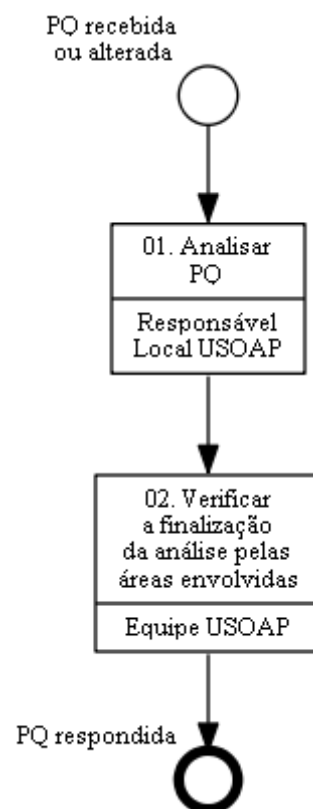 PQ recebida
ou alterada
01. Analisar
PQ
Responsável
Local USOAP
02. Verificar
a finalização
da análise pelas
áreas envolvidas
Equipe USOAP
PQ respondida